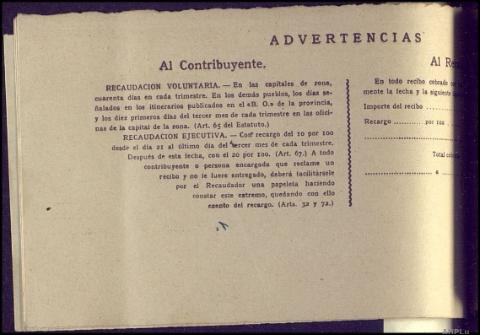 ADVERTENCIAS
Al Contribuyente.
RECAUDACION VOLUNTARIA. — En las capitales de zona,
cuarenta días en cada trimestre. En los demás pueblos, los días se-
ñalados en los itinerarios publicados en el «B. O.» de la provincia,
y los diez primeros días del tercer mes de cada trimestre en las ofici-
nas de la capital de la zona. (Art. 65 del Estatuto.)
RECAUDACION EJECUTIVA. — Con recargo del 10 por 100
desde el día 21 al último día del tercer mes de cada trimestre.
Después de esta fecha, con el 20 por 100. (Art. 67.) A todo
contribuyente o persona encargada que reclame un
recibo y no le fuere entregado, deberá facilitársele
por el Recaudador una papeleta haciendo
constar este extremo, quedando con ello
exento del recargo. (Arts. 32 y 72.)
Al Re
En todo recibo cobrado con
mente la fecha y la siguiente
Importe del recibo
Recargo ........ por 100
Total
a